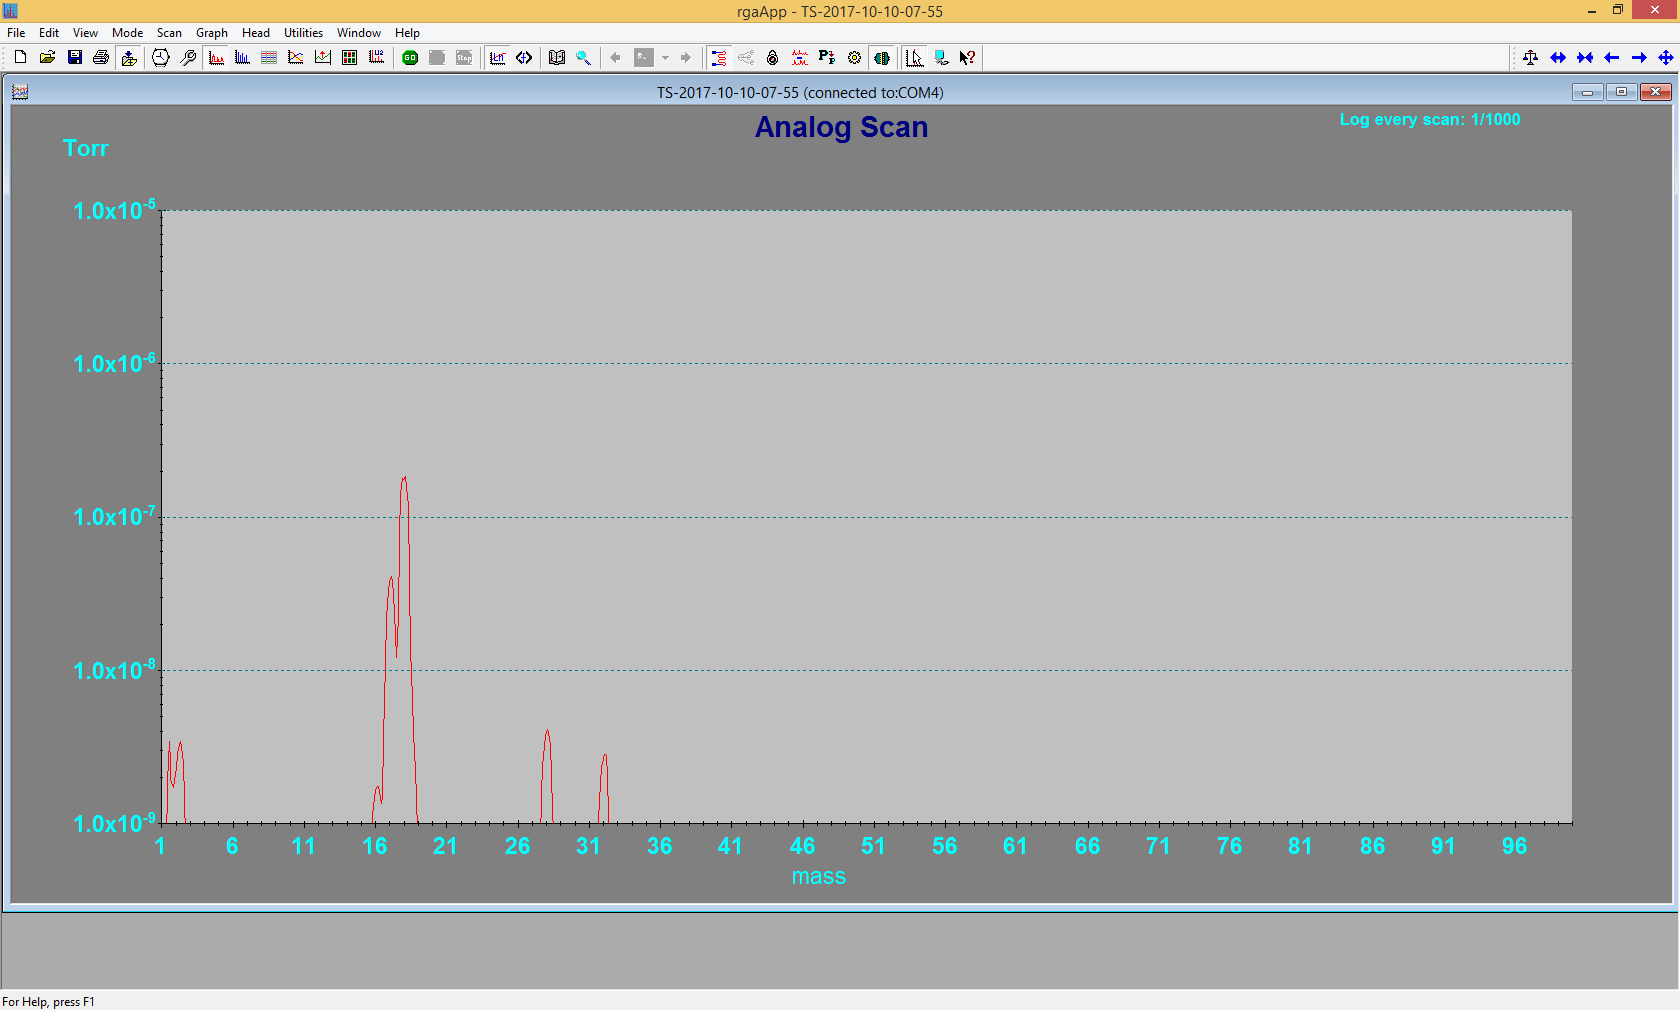 rgaApp - TS-2017-10-10-07-55
File Edit View Mode Scan Graph Head Utilities Window Help
GO Stop
TS-2017-10-10-07-55 (connected to:COM4)
Analog Scan
Log every scan: 1/1000
Torr
1.0x10-5
1.0x10-6
1.0x10-7
1.0x10-8
1.0x10-9
1 6 11 16 21 26 31 36 41 46 51 56 61 66 71 76 81 86 91 96
mass
For Help, press F1